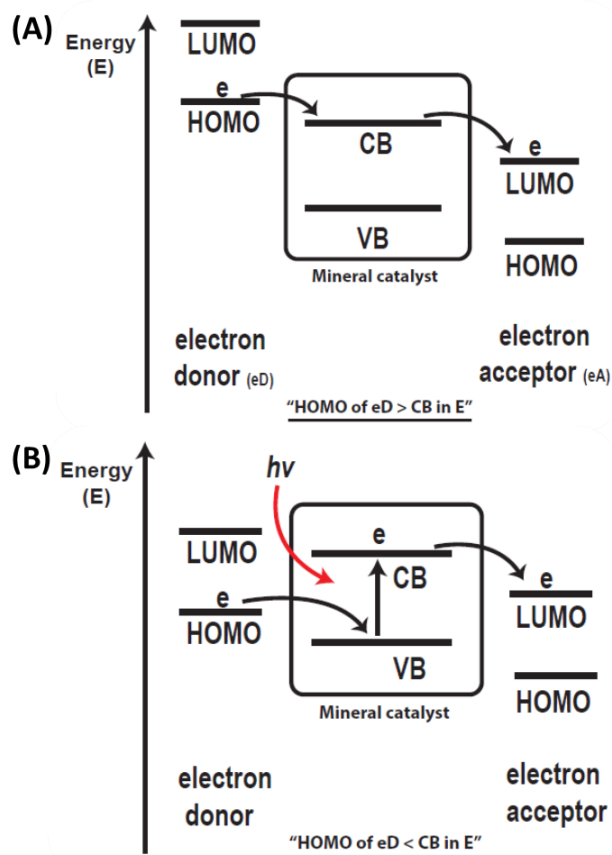 (A)
Energy
(E)
LUMO
e
HOMO
CB
VB
Mineral catalyst
e
LUMO
HOMO
electron
donor (eD)
electron
acceptor (eA)
"HOMO of eD > CB in E"
(B)
Energy
(E)
hν
LUMO
e
HOMO
e
CB
VB
Mineral catalyst
e
LUMO
HOMO
electron
donor
electron
acceptor
"HOMO of eD < CB in E"